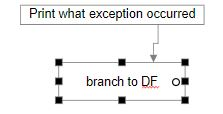 Print what exception occurred
branch to DF